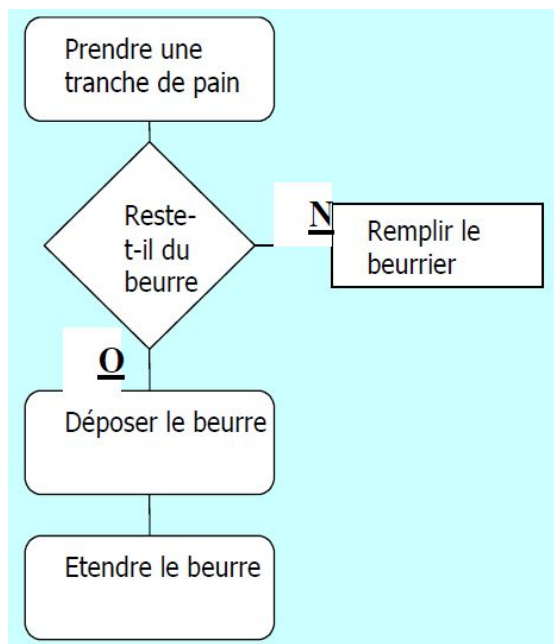 Prendre une
tranche de pain
Reste-
t-il du
beurre
N
Remplir le
beurrier
O
Déposer le beurre
Etendre le beurre